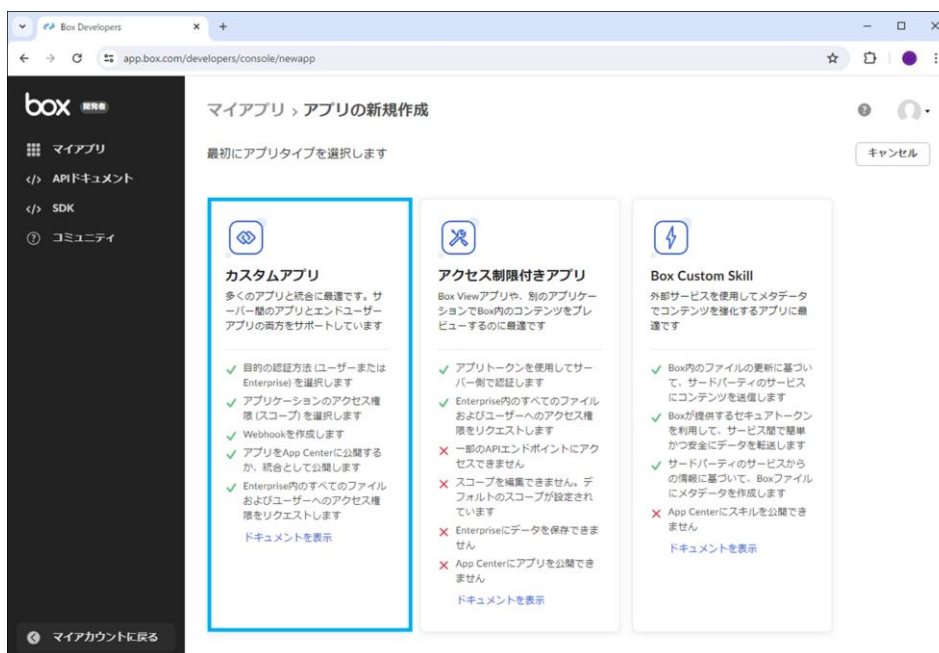 Box Developers
app.box.com/developers/console/newapp
box 開発者
マイアプリ
APIドキュメント
SDK
コミュニティ
マイアカウントに戻る
マイアプリ › アプリの新規作成
最初にアプリタイプを選択します
キャンセル
カスタムアプリ
多くのアプリと統合に最適です。サ
ーバー間のアプリとエンドユーザー
アプリの両方をサポートしています
目的の認証方法 (ユーザーまたは
Enterprise) を選択します
アプリケーションのアクセス権
限 (スコープ) を選択します
Webhookを作成します
アプリをApp Centerに公開する
か、統合として公開します
Enterprise内のすべてのファイル
およびユーザーへのアクセス権
限をリクエストします
ドキュメントを表示
アクセス制限付きアプリ
Box Viewアプリや、別のアプリケー
ションでBox内のコンテンツをプレ
ビューするのに最適です
アプリトークンを使用してサー
バー側で認証します
Enterprise内のすべてのファイル
およびユーザーへのアクセス権
限をリクエストします
一部のAPIエンドポイントにアク
セスできません
スコープを編集できません。デ
フォルトのスコープが設定され
ています
Enterpriseにデータを保存できま
せん
App Centerにアプリを公開でき
ません
ドキュメントを表示
Box Custom Skill
外部サービスを使用してメタデータ
でコンテンツを強化するアプリに最
適です
Box内のファイルの更新に基づい
て、サードパーティのサービス
にコンテンツを送信します
Boxが提供するセキュアトークン
を利用して、サービス間で簡単
かつ安全にデータを転送します
サードパーティのサービスから
の情報に基づいて、Boxファイル
にメタデータを作成します
App Centerにスキルを公開でき
ません
ドキュメントを表示